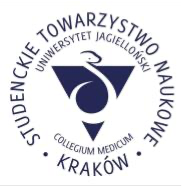 STUDENCKIE TOWARZYSTWO NAUKOWE
UNIWERSYTET JAGIELLOŃSKI
COLLEGIUM MEDICUM
• KRAKÓW •